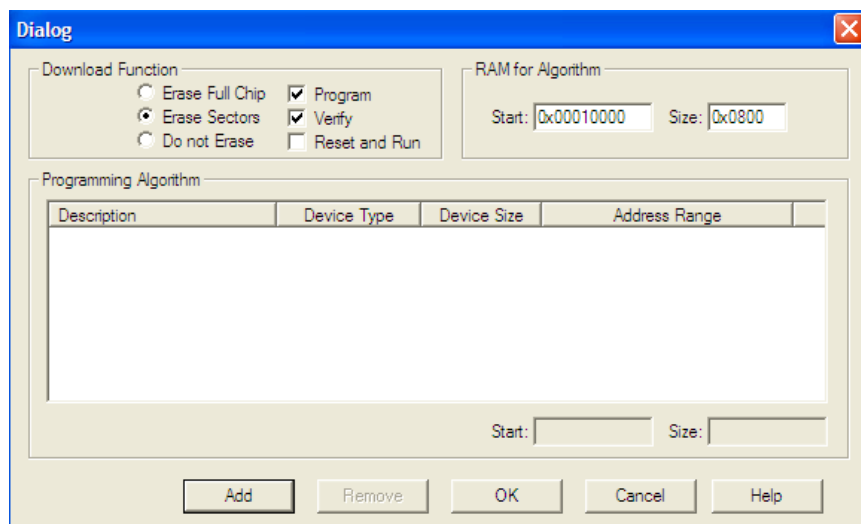 Dialog
Download Function
Erase Full Chip Program
Erase Sectors Verify
Do not Erase Reset and Run
RAM for Algorithm
Start: 0x00010000 Size: 0x0800
Programming Algorithm
Description Device Type Device Size Address Range
Start: Size:
Add Remove OK Cancel Help